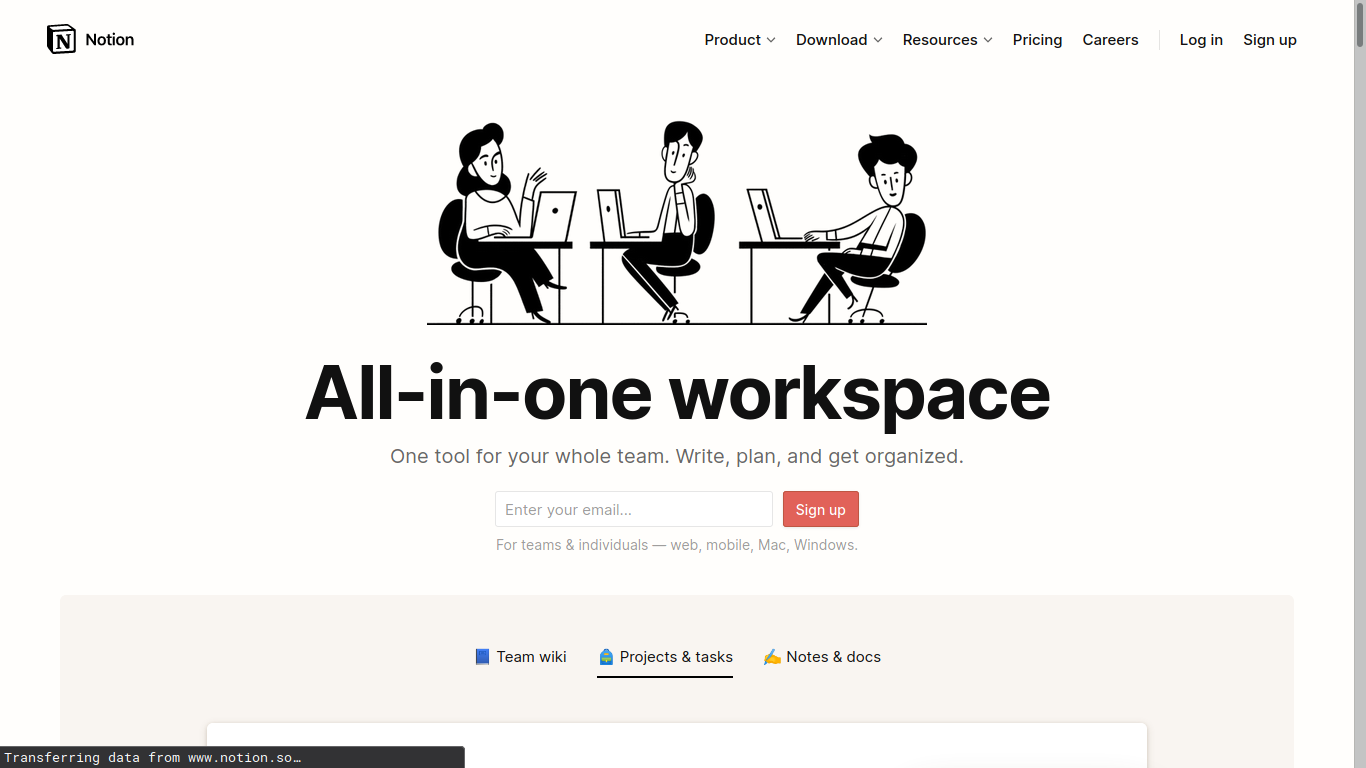 Notion
Product Download Resources Pricing Careers Log in Sign up
All-in-one workspace
One tool for your whole team. Write, plan, and get organized.
Enter your email... Sign up
For teams & individuals — web, mobile, Mac, Windows.
Team wiki Projects & tasks Notes & docs
Transferring data from www.notion.so…